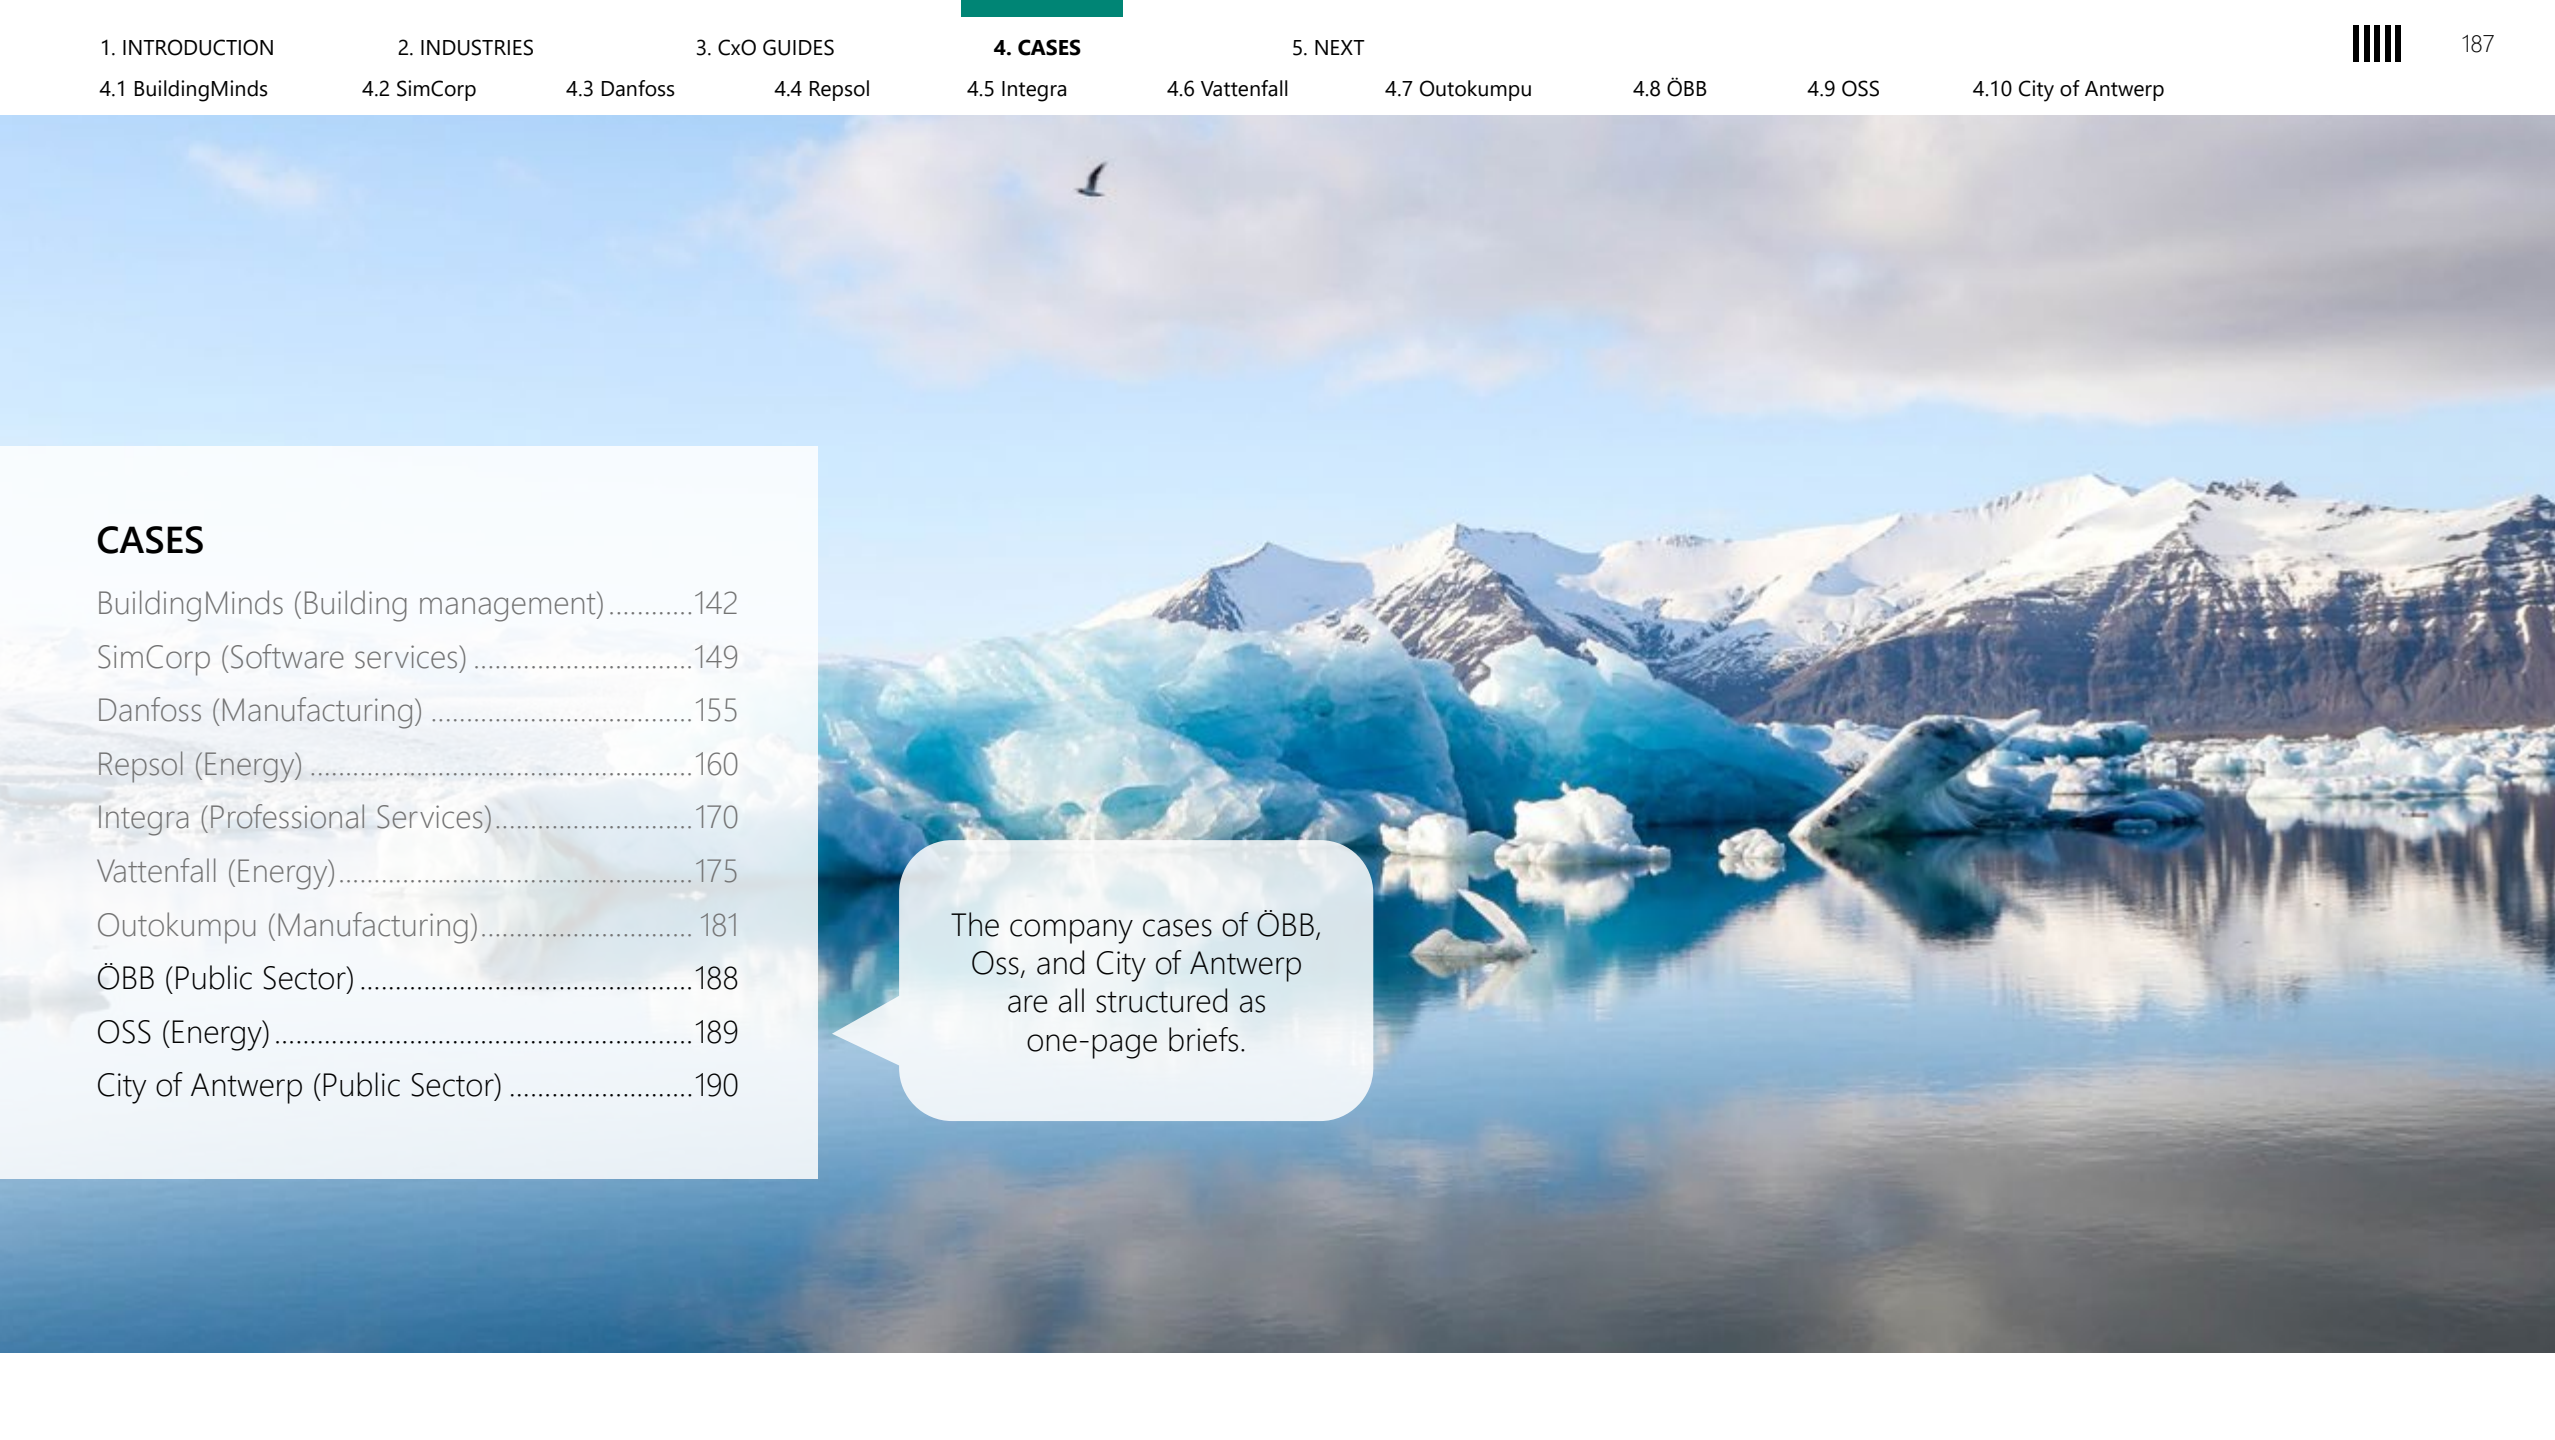 1. INTRODUCTION 2. INDUSTRIES 3. CxO GUIDES 4. CASES 5. NEXT 187
4.1 BuildingMinds 4.2 SimCorp 4.3 Danfoss 4.4 Repsol 4.5 Integra 4.6 Vattenfall 4.7 Outokumpu 4.8 ÖBB 4.9 OSS 4.10 City of Antwerp
CASES
BuildingMinds (Building management)............142
SimCorp (Software services)...............................149
Danfoss (Manufacturing).....................................155
Repsol (Energy)......................................................160
Integra (Professional Services)............................170
Vattenfall (Energy)..................................................175
Outokumpu (Manufacturing).............................. 181
ÖBB (Public Sector)...............................................188
OSS (Energy)...........................................................189
City of Antwerp (Public Sector)..........................190
The company cases of ÖBB,
Oss, and City of Antwerp
are all structured as
one-page briefs.